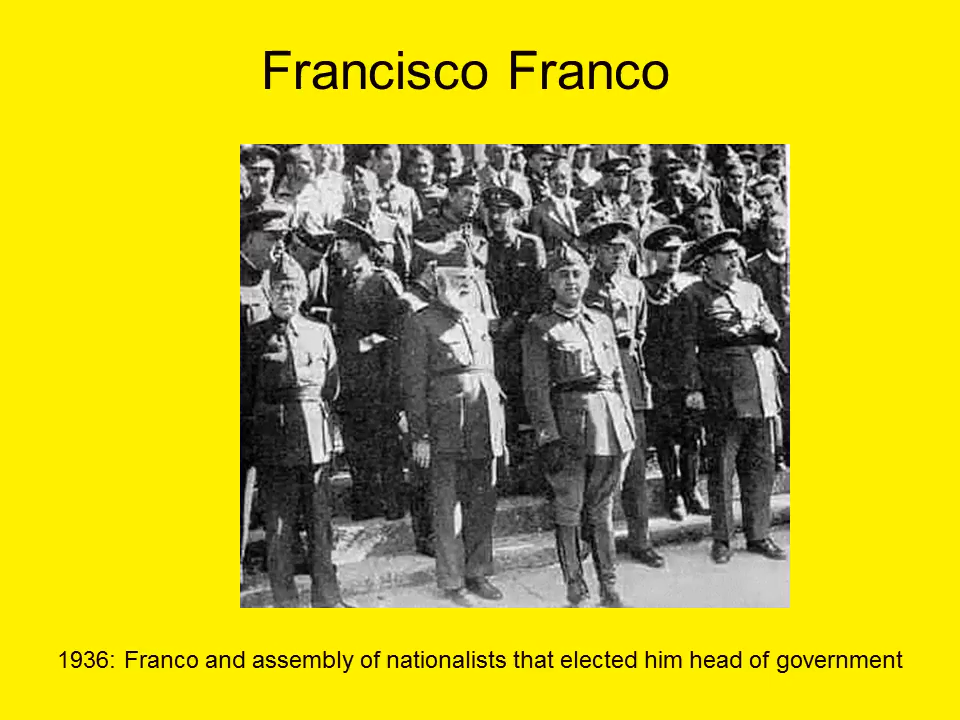 Francisco Franco
1936: Franco and assembly of nationalists that elected him head of government